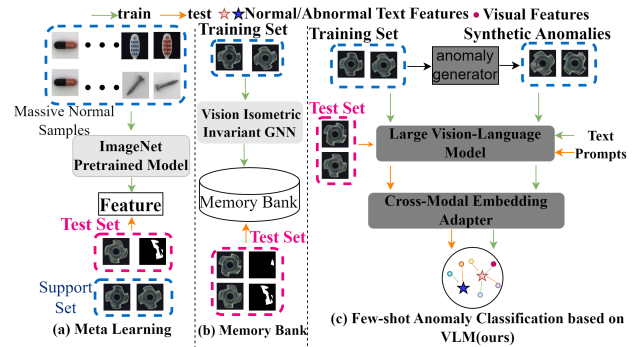 train
test
Normal/Abnormal Text Features
Visual Features
Massive Normal
Samples
ImageNet
Pretrained Model
Feature
Test Set
Support
Set
(a) Meta Learning
Training Set
Vision Isometric
Invariant GNN
Memory Bank
Test Set
(b) Memory Bank
Training Set
Synthetic Anomalies
anomaly
generator
Test Set
Large Vision-Language
Model
Text
Prompts
Cross-Modal Embedding
Adapter
(c) Few-shot Anomaly Classification based on
VLM(ours)